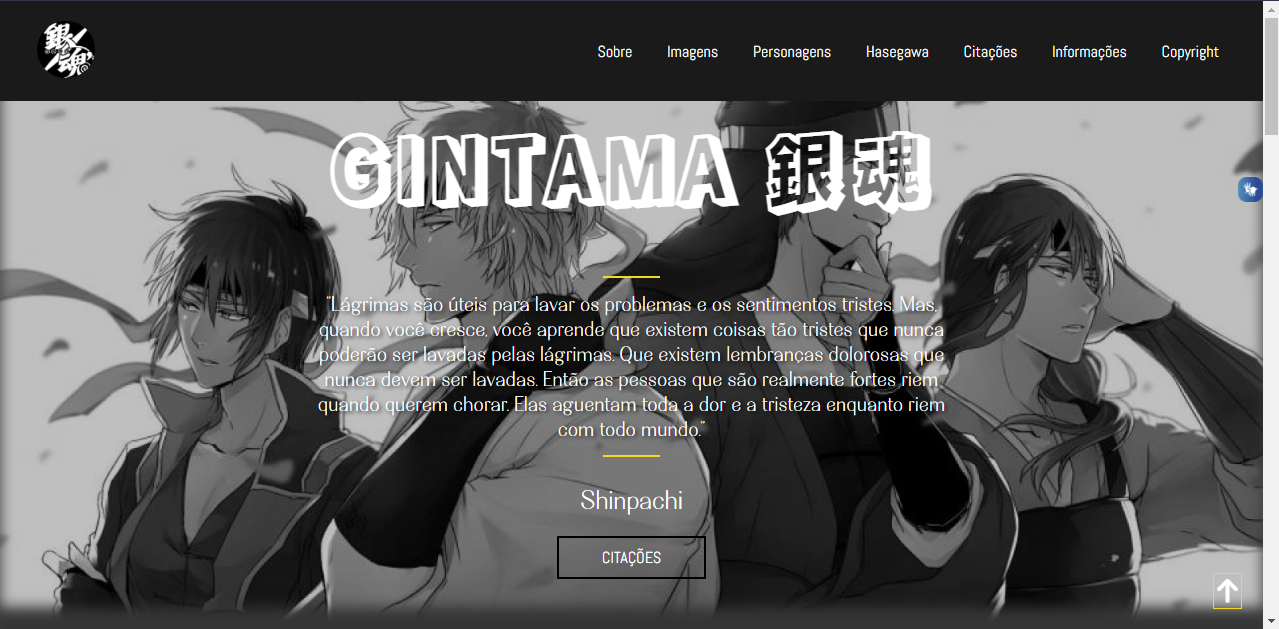 銀魂
Sobre Imagens Personagens Hasegawa Citações Informações Copyright
GINTAMA 銀魂
“Lágrimas são úteis para lavar os problemas e os sentimentos tristes. Mas,
quando você cresce, você aprende que existem coisas tão tristes que nunca
poderão ser lavadas pelas lágrimas. Que existem lembranças dolorosas que
nunca devem ser lavadas. Então as pessoas que são realmente fortes riem
quando querem chorar. Elas aguentam toda a dor e a tristeza enquanto riem
com todo mundo.”
Shinpachi
CITAÇÕES